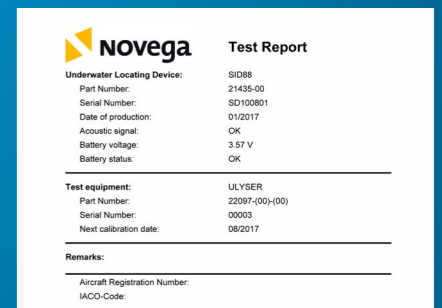 NOVega Test Report
Underwater Locating Device: SID88
Part Number: 21435-00
Serial Number: SD100801
Date of production: 01/2017
Acoustic signal: OK
Battery voltage: 3.57 V
Battery status: OK
Test equipment: ULYSER
Part Number: 22097-(00)-(00)
Serial Number: 00003
Next calibration date: 08/2017
Remarks:
Aircraft Registration Number:
IACO-Code: